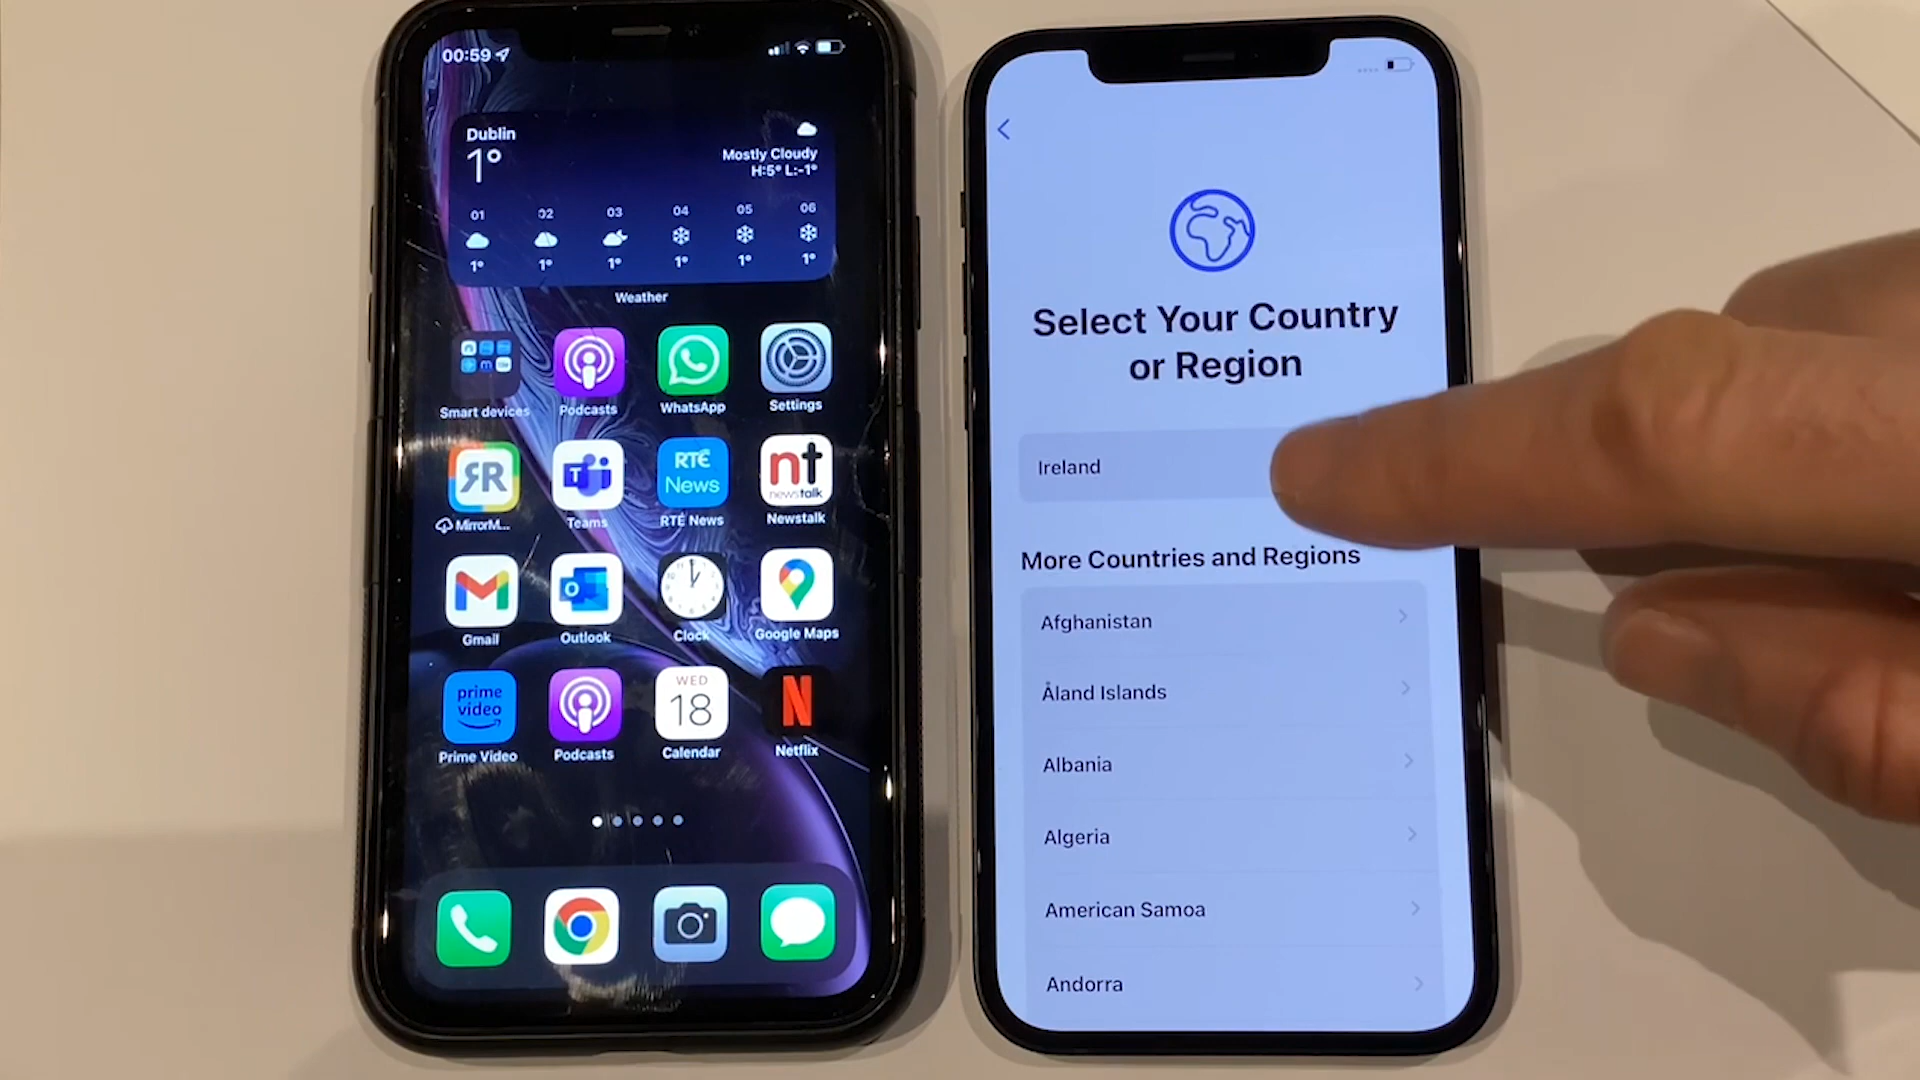 00:59
Dublin
1°
Mostly Cloudy
H:5° L:-1°
01 02 03 04 05 06
1° 1° 1° 1° 1° 1°
Weather
Smart devices Podcasts WhatsApp Settings
RR
T
RTÉ
News
nt
newstalk
MirrorM... Teams RTÉ News Newstalk
Gmail Outlook Clock Google Maps
prime
video
WED
18
N
Prime Video Podcasts Calendar Netflix
Select Your Country
or Region
Ireland
More Countries and Regions
Afghanistan
Åland Islands
Albania
Algeria
American Samoa
Andorra